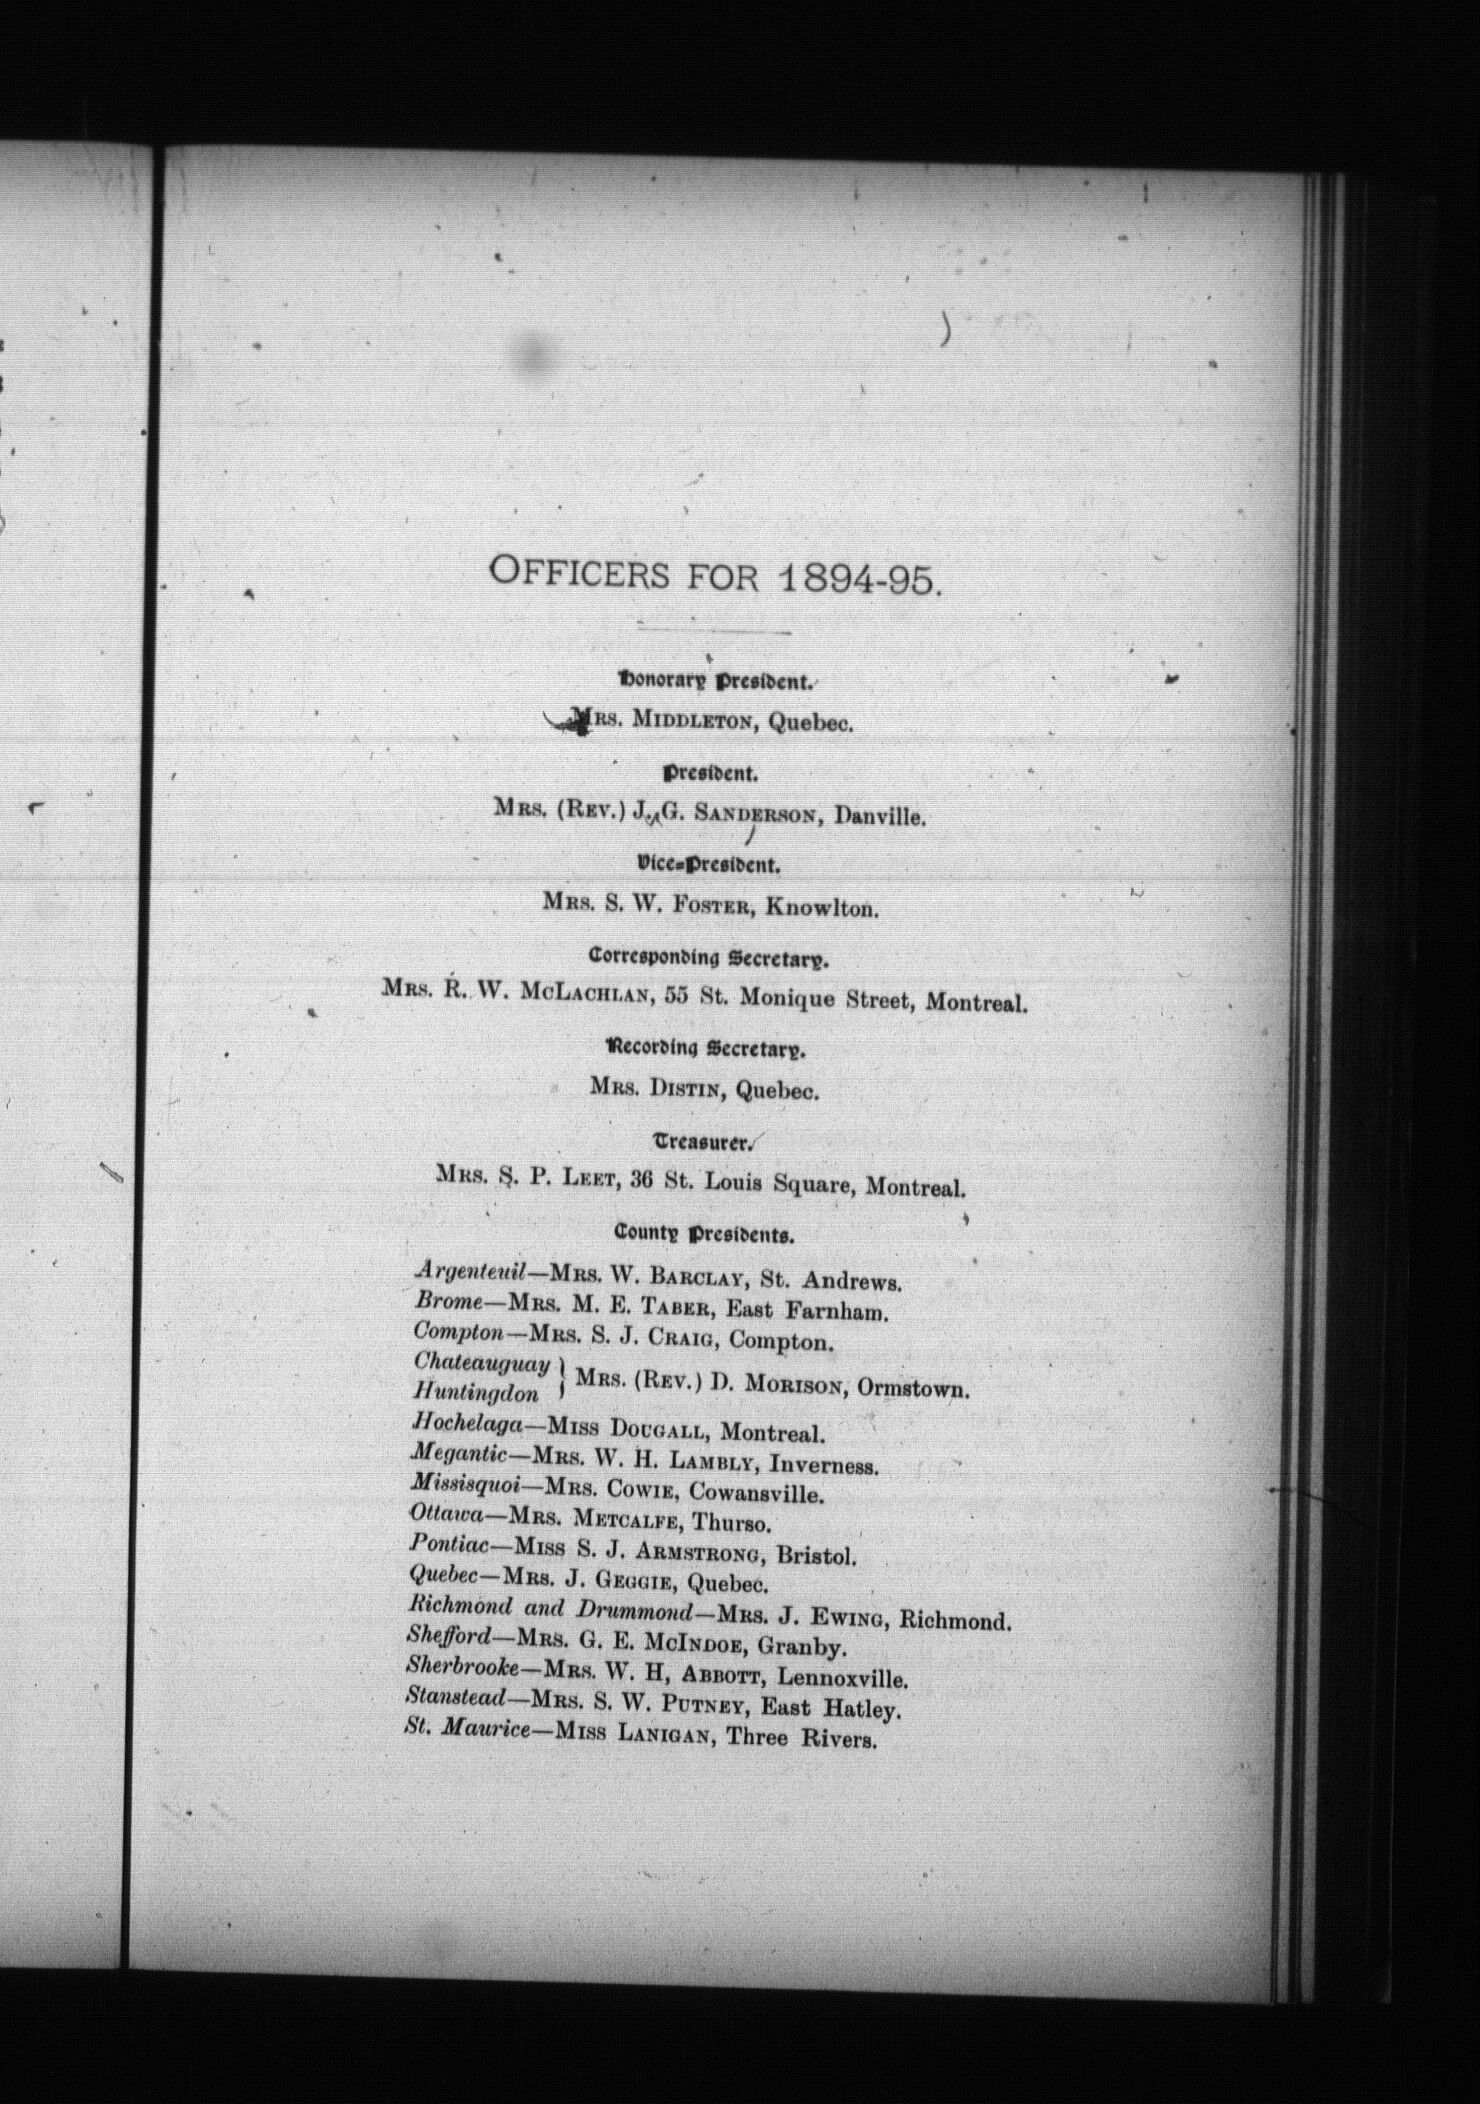 OFFICERS FOR 1894-95.
Honorary President.
MRS. MIDDLETON, Quebec.
President.
MRS. (REV.) J. G. SANDERSON, Danville.
Vice-President.
MRS. S. W. FOSTER, Knowlton.
Corresponding Secretary.
MRS. R. W. MCLACHLAN, 55 St. Monique Street, Montreal.
Recording Secretary.
MRS. DISTIN, Quebec.
Treasurer.
MRS. S. P. LEET, 36 St. Louis Square, Montreal.
County Presidents.
Argenteuil—MRS. W. BARCLAY, St. Andrews.
Brome—MRS. M. E. TABER, East Farnham.
Compton—MRS. S. J. CRAIG, Compton.
Chateauguay }
Huntingdon } MRS. (REV.) D. MORISON, Ormstown.
Hochelaga—MISS DOUGALL, Montreal.
Megantic—MRS. W. H. LAMBLY, Inverness.
Missisquoi—MRS. COWIE, Cowansville.
Ottawa—MRS. METCALFE, Thurso.
Pontiac—MISS S. J. ARMSTRONG, Bristol.
Quebec—MRS. J. GEGGIE, Quebec.
Richmond and Drummond—MRS. J. EWING, Richmond.
Shefford—MRS. G. E. MCINDOE, Granby.
Sherbrooke—MRS. W. H, ABBOTT, Lennoxville.
Stanstead—MRS. S. W. PUTNEY, East Hatley.
St. Maurice—MISS LANIGAN, Three Rivers.